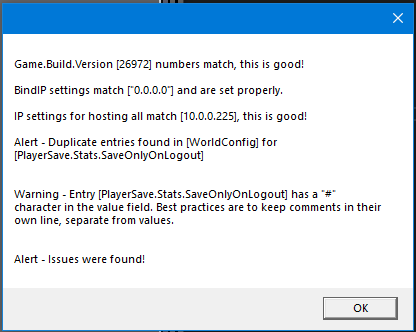 Game.Build.Version [26972] numbers match, this is good!
BindIP settings match ["0.0.0.0"] and are set properly.
IP settings for hosting all match [10.0.0.225], this is good!
Alert - Duplicate entries found in [WorldConfig] for
[PlayerSave.Stats.SaveOnlyOnLogout]
Warning - Entry [PlayerSave.Stats.SaveOnlyOnLogout] has a "#"
character in the value field. Best practices are to keep comments in their
own line, separate from values.
Alert - Issues were found!
OK